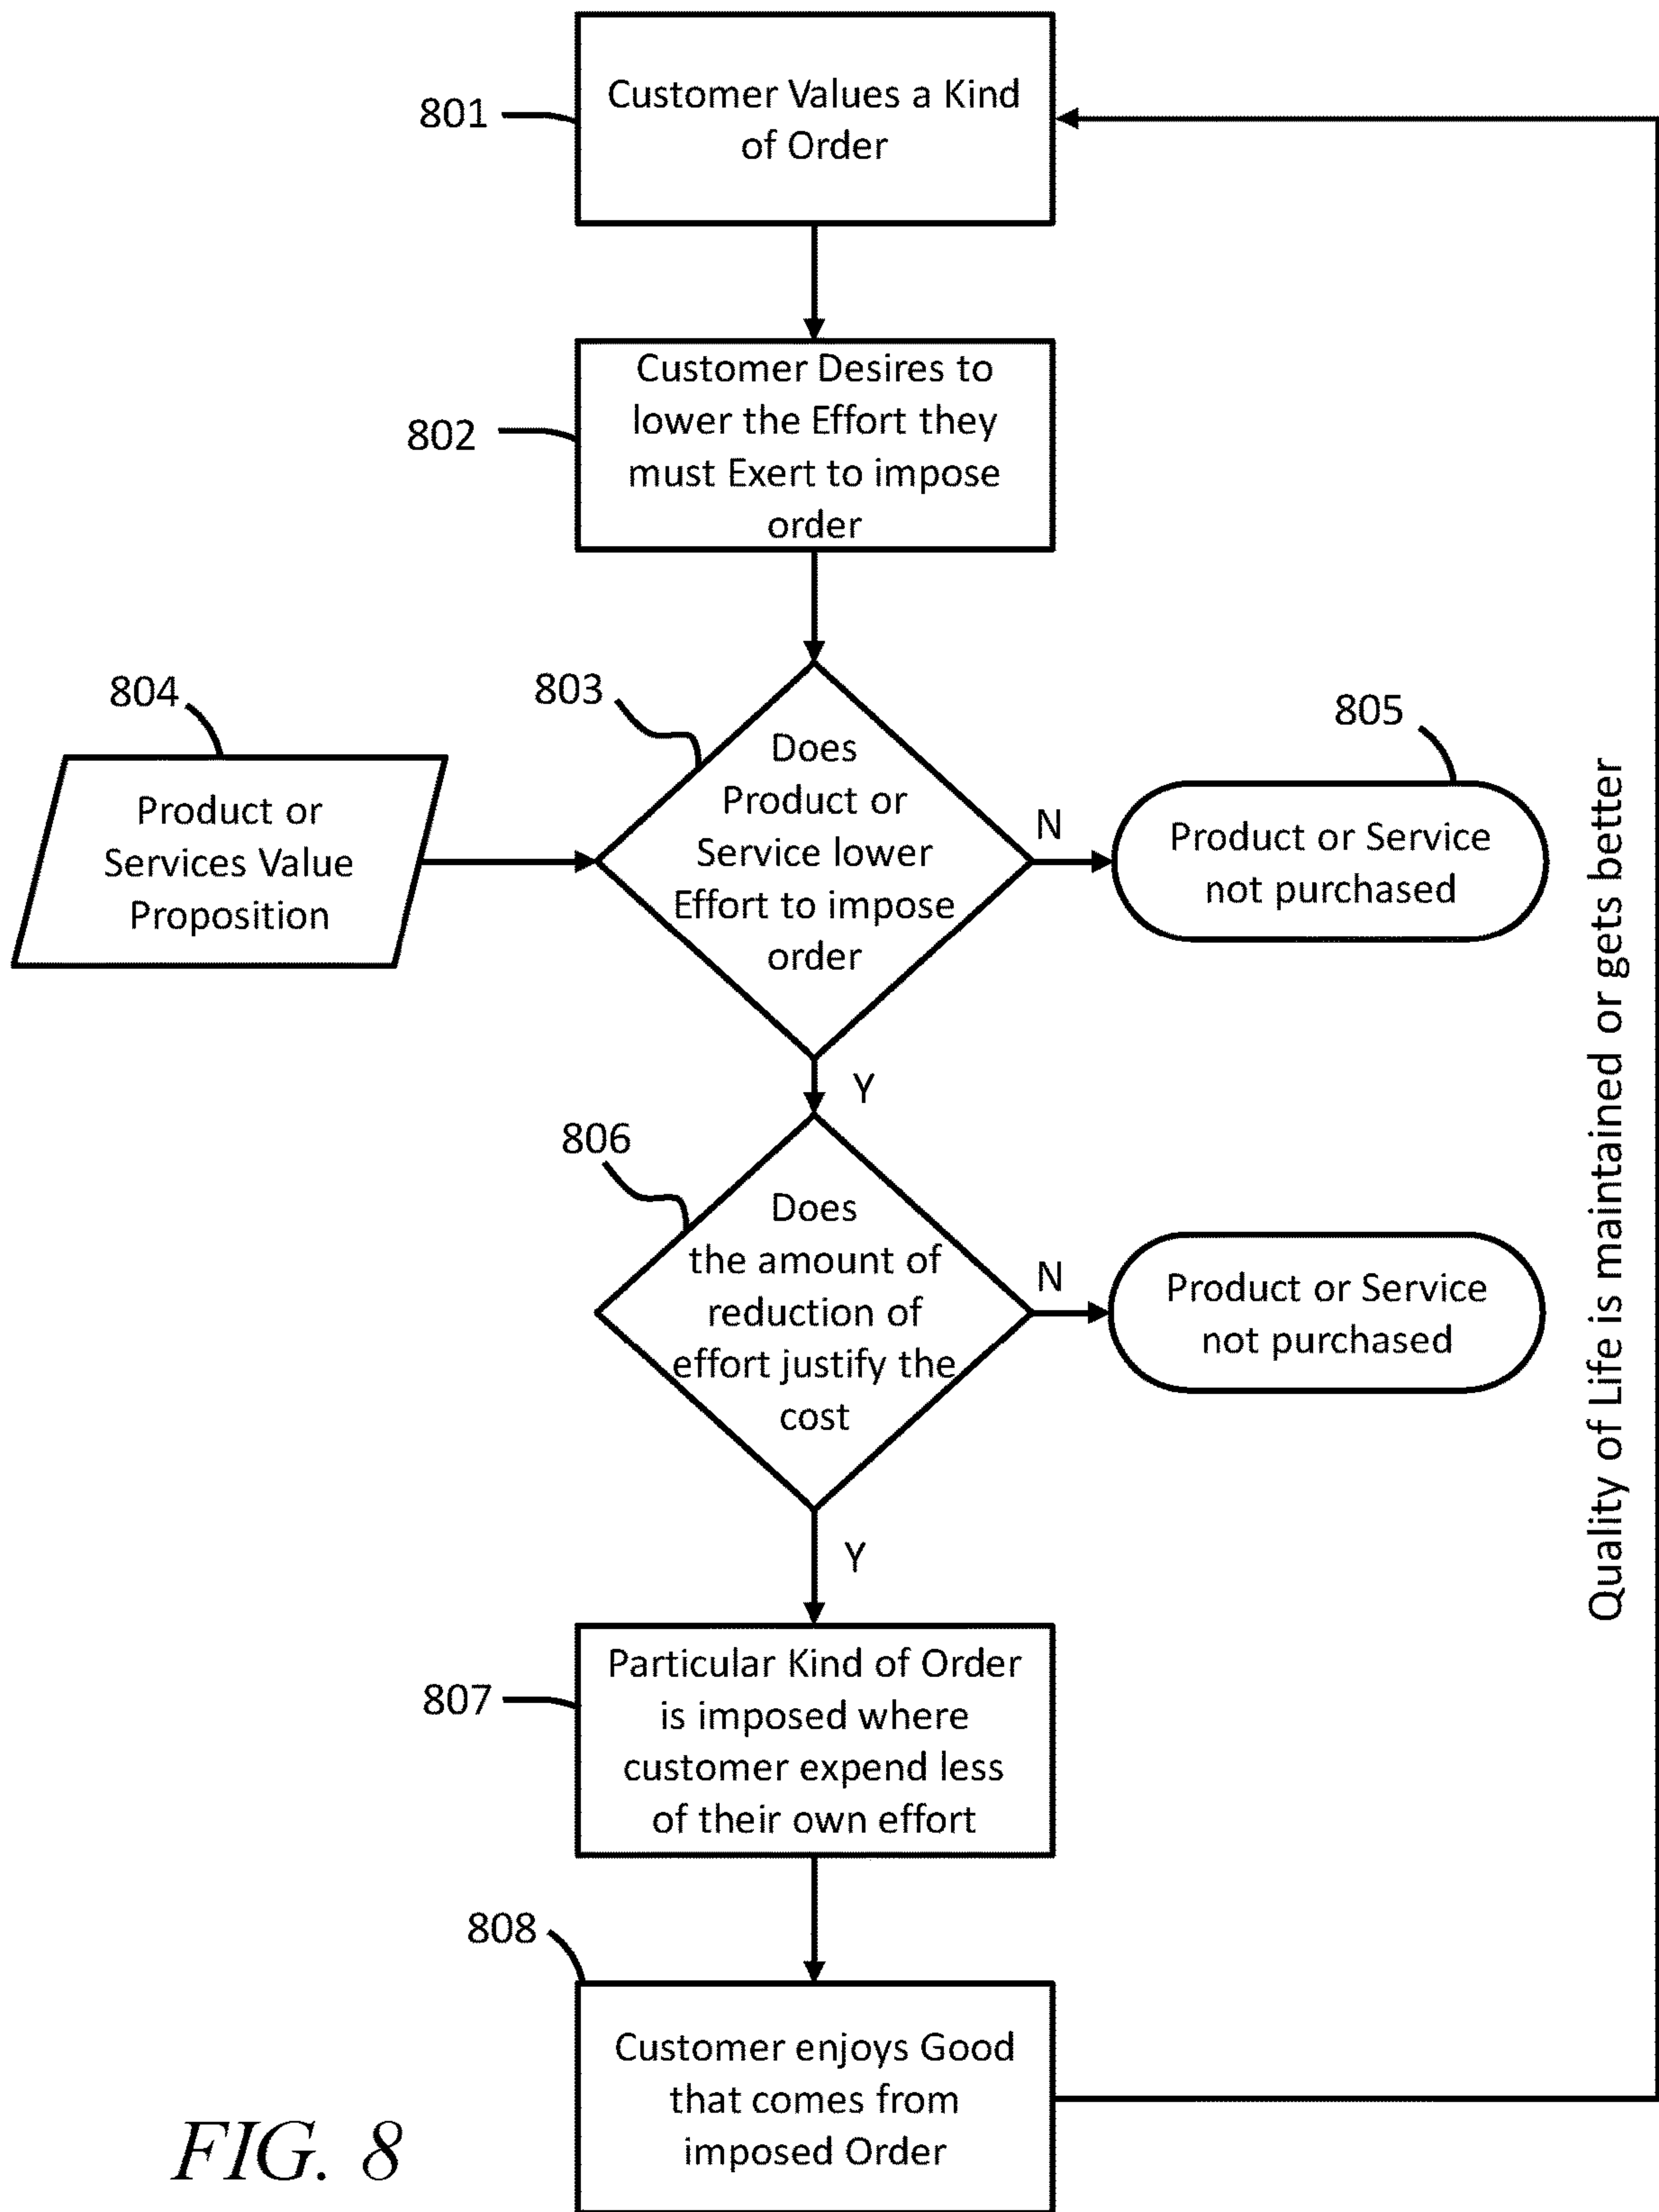 801
Customer Values a Kind
of Order
802
Customer Desires to
lower the Effort they
must Exert to impose
order
804
Product or
Services Value
Proposition
803
Does
Product or
Service lower
Effort to impose
order
N
805
Product or Service
not purchased
Y
806
Does
the amount of
reduction of
effort justify the
cost
N
Product or Service
not purchased
Y
Quality of Life is maintained or gets better
807
Particular Kind of Order
is imposed where
customer expend less
of their own effort
808
Customer enjoys Good
that comes from
imposed Order
FIG. 8